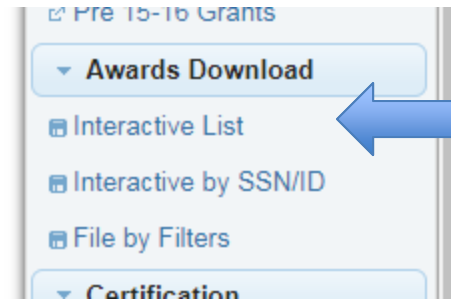 Pre 15-16 Grants
Awards Download
Interactive List
Interactive by SSN/ID
File by Filters
Certification